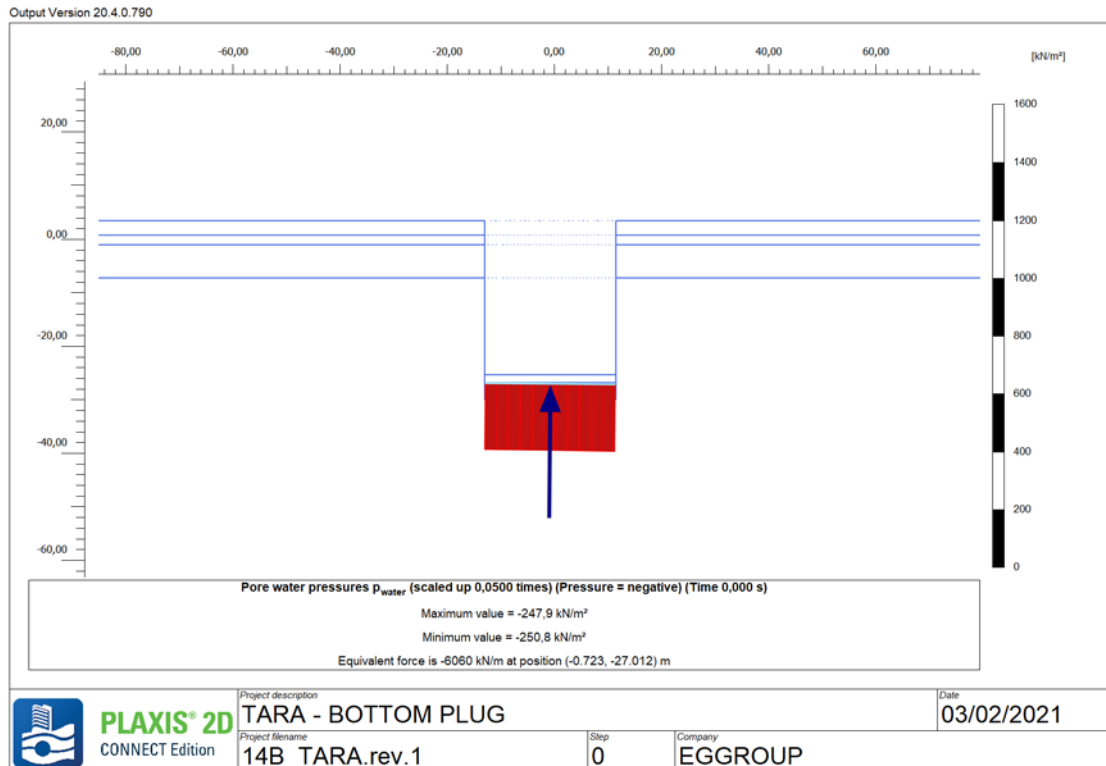 Output Version 20.4.0.790
-80,00 -60,00 -40,00 -20,00 0,00 20,00 40,00 60,00
[kN/m²]
20,00
0,00
-20,00
-40,00
-60,00
1600
1400
1200
1000
800
600
400
200
0
Pore water pressures pwater (scaled up 0,0500 times) (Pressure = negative) (Time 0,000 s)
Maximum value = -247,9 kN/m²
Minimum value = -250,8 kN/m²
Equivalent force is -6060 kN/m at position (-0.723, -27.012) m
PLAXIS® 2D
CONNECT Edition
Project description
TARA - BOTTOM PLUG
Date
03/02/2021
Project filename
14B_TARA.rev.1
Step
0
Company
EGGROUP